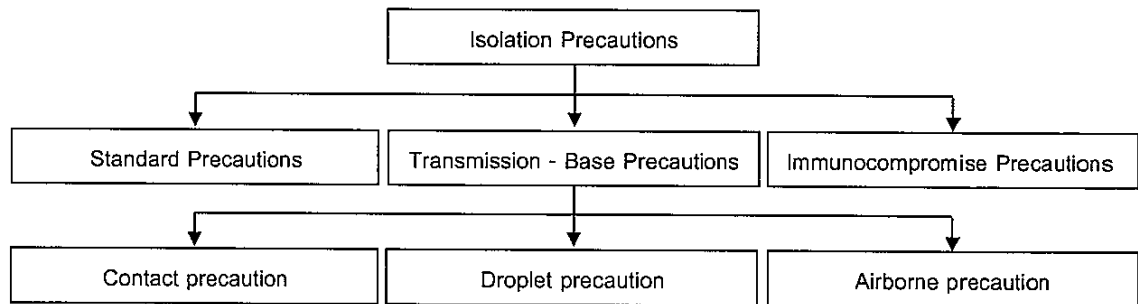 Isolation Precautions
Standard Precautions
Transmission - Base Precautions
Immunocompromise Precautions
Contact precaution
Droplet precaution
Airborne precaution